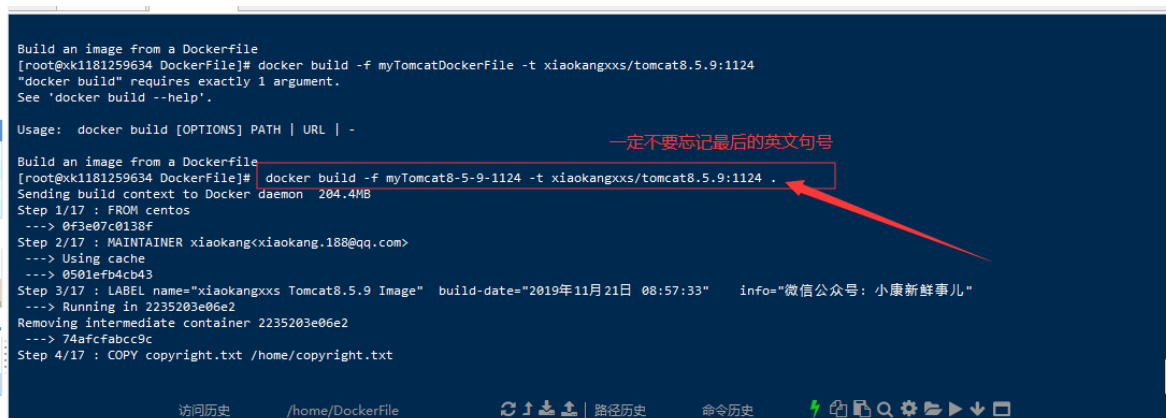 Build an image from a Dockerfile
[root@xk1181259634 DockerFile]# docker build -f myTomcatDockerFile -t xiaokangxxs/tomcat8.5.9:1124
"docker build" requires exactly 1 argument.
See 'docker build --help'.
Usage:  docker build [OPTIONS] PATH | URL | -
一定不要忘记最后的英文句号
Build an image from a Dockerfile
[root@xk1181259634 DockerFile]#  docker build -f myTomcat8-5-9-1124 -t xiaokangxxs/tomcat8.5.9:1124 .
Sending build context to Docker daemon  204.4MB
Step 1/17 : FROM centos
 ---> 0f3e07c0138f
Step 2/17 : MAINTAINER xiaokang<xiaokang.188@qq.com>
 ---> Using cache
 ---> 0501efb4cb43
Step 3/17 : LABEL name="xiaokangxxs Tomcat8.5.9 Image"  build-date="2019年11月21日 08:57:33"    info="微信公众号: 小康新鲜事儿"
 ---> Running in 2235203e06e2
Removing intermediate container 2235203e06e2
 ---> 74afcfabcc9c
Step 4/17 : COPY copyright.txt /home/copyright.txt
访问历史 /home/DockerFile 路径历史 命令历史